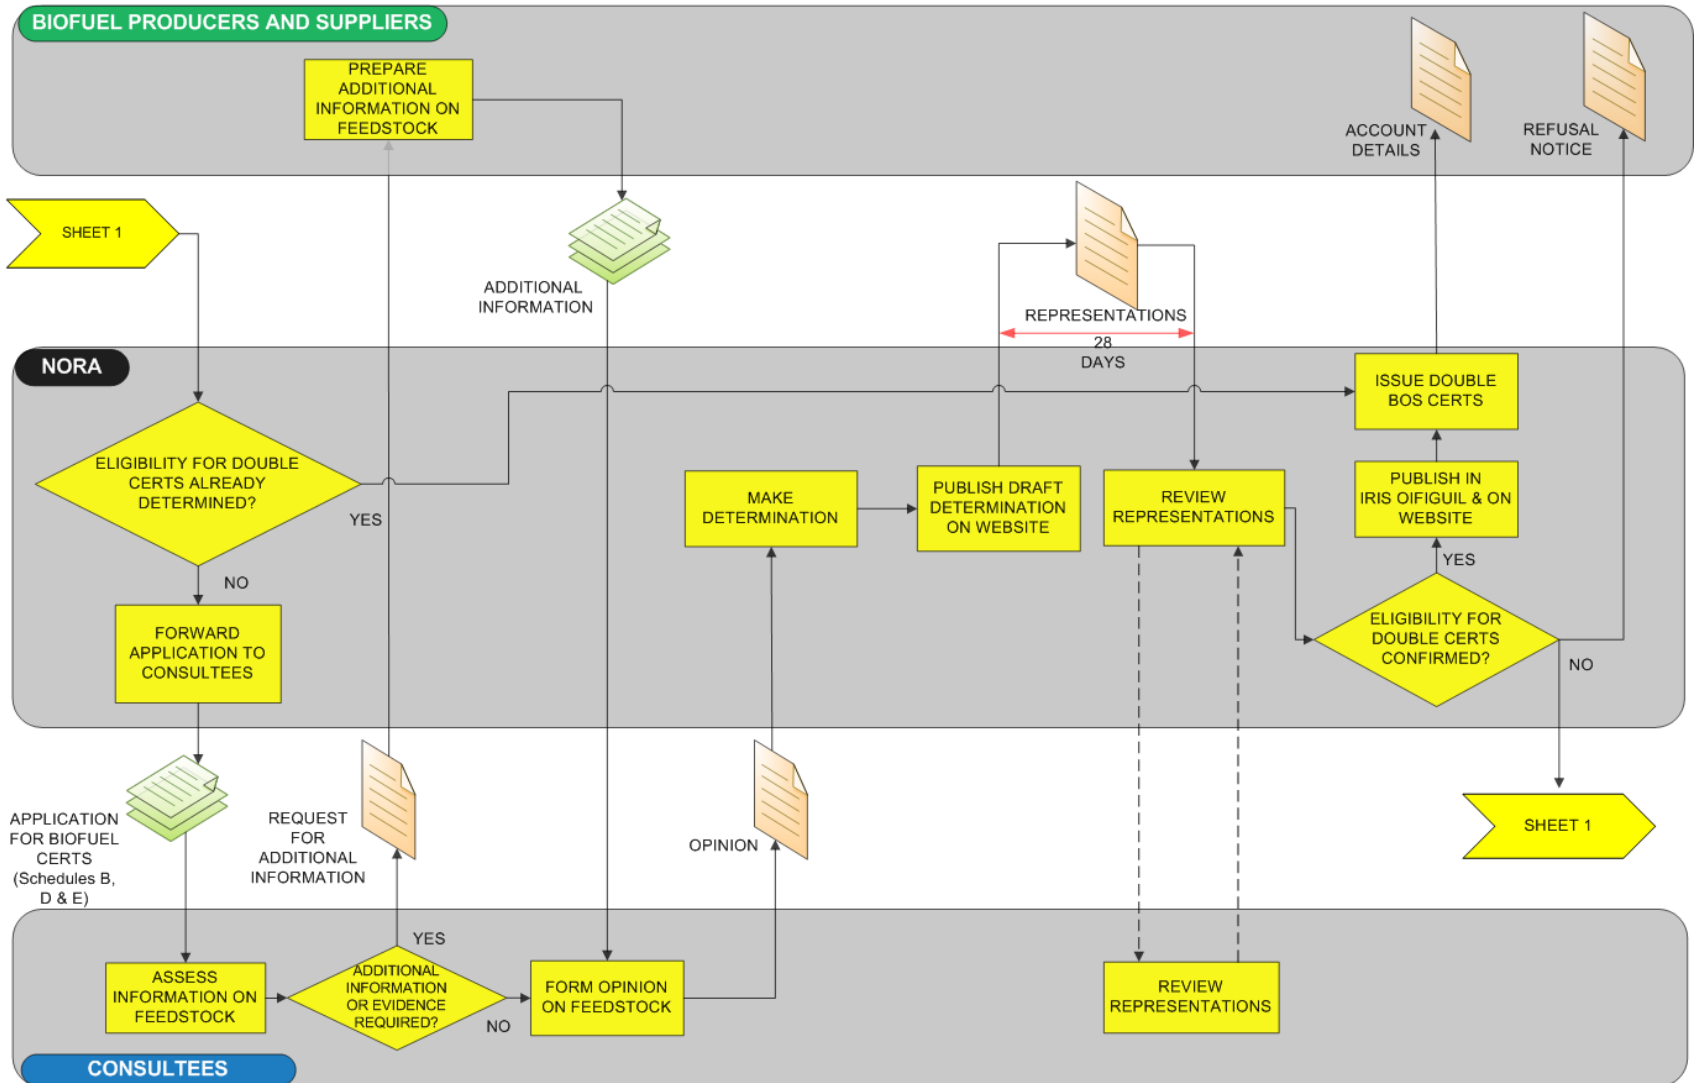 BIOFUEL PRODUCERS AND SUPPLIERS
PREPARE
ADDITIONAL
INFORMATION ON
FEEDSTOCK
ACCOUNT
DETAILS
REFUSAL
NOTICE
SHEET 1
ADDITIONAL
INFORMATION
REPRESENTATIONS
28
DAYS
NORA
ELIGIBILITY FOR DOUBLE
CERTS ALREADY
DETERMINED?
YES
NO
FORWARD
APPLICATION TO
CONSULTEES
MAKE
DETERMINATION
PUBLISH DRAFT
DETERMINATION
ON WEBSITE
REVIEW
REPRESENTATIONS
ISSUE DOUBLE
BOS CERTS
PUBLISH IN
IRIS OIFIGUIL & ON
WEBSITE
YES
ELIGIBILITY FOR
DOUBLE CERTS
CONFIRMED?
NO
APPLICATION
FOR BIOFUEL
CERTS
(Schedules B,
D & E)
REQUEST
FOR
ADDITIONAL
INFORMATION
OPINION
SHEET 1
ASSESS
INFORMATION ON
FEEDSTOCK
YES
ADDITIONAL
INFORMATION
OR EVIDENCE
REQUIRED?
NO
FORM OPINION
ON FEEDSTOCK
REVIEW
REPRESENTATIONS
CONSULTEES